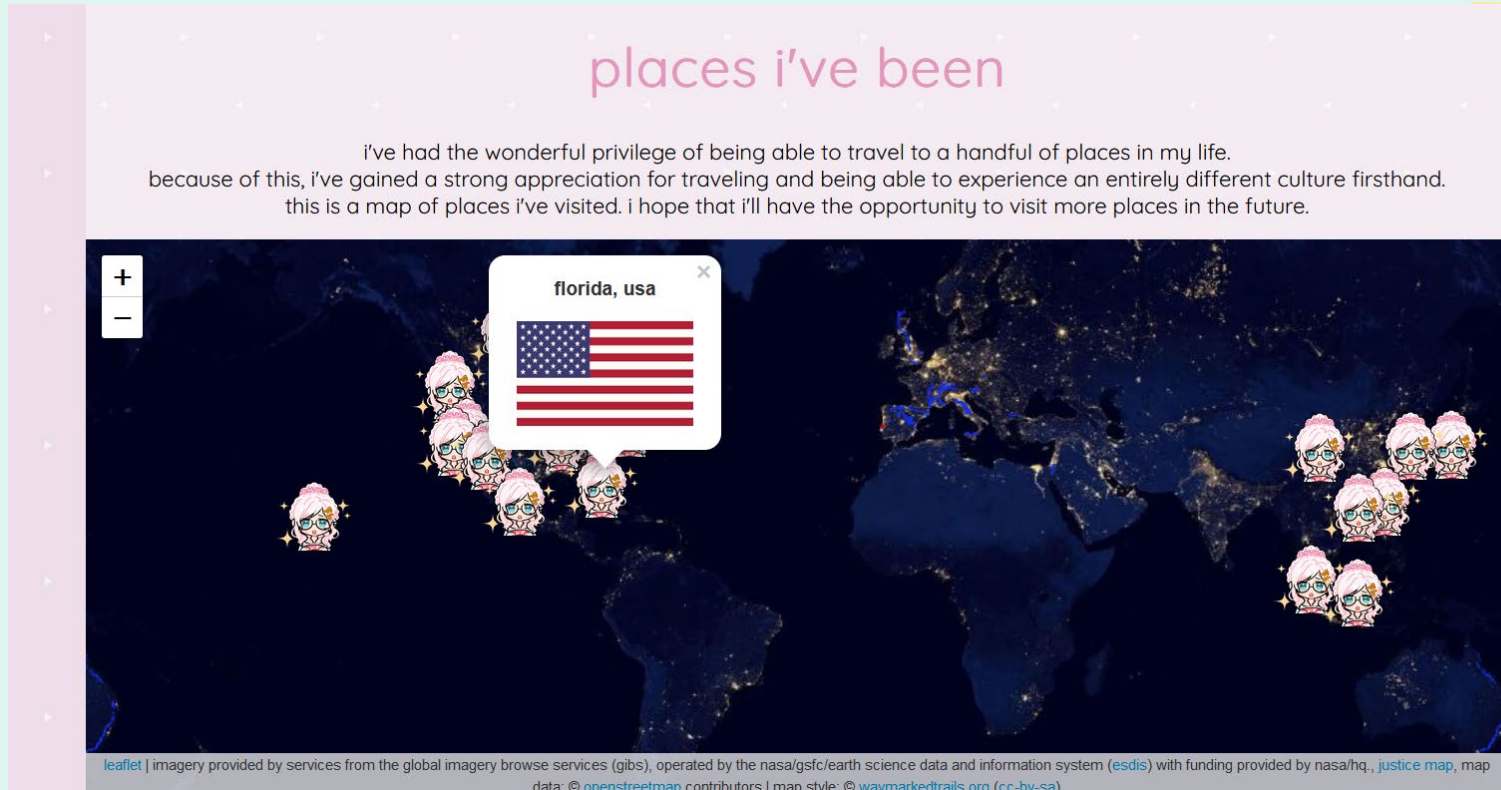 places i've been
i've had the wonderful privilege of being able to travel to a handful of places in my life.
because of this, i've gained a strong appreciation for traveling and being able to experience an entirely different culture firsthand.
this is a map of places i've visited. i hope that i'll have the opportunity to visit more places in the future.
+
−
florida, usa
×
leaflet | imagery provided by services from the global imagery browse services (gibs), operated by the nasa/gsfc/earth science data and information system (esdis) with funding provided by nasa/hq., justice map, map
data: © openstreetmap contributors | map style: © waymarkedtrails.org (cc-by-sa)